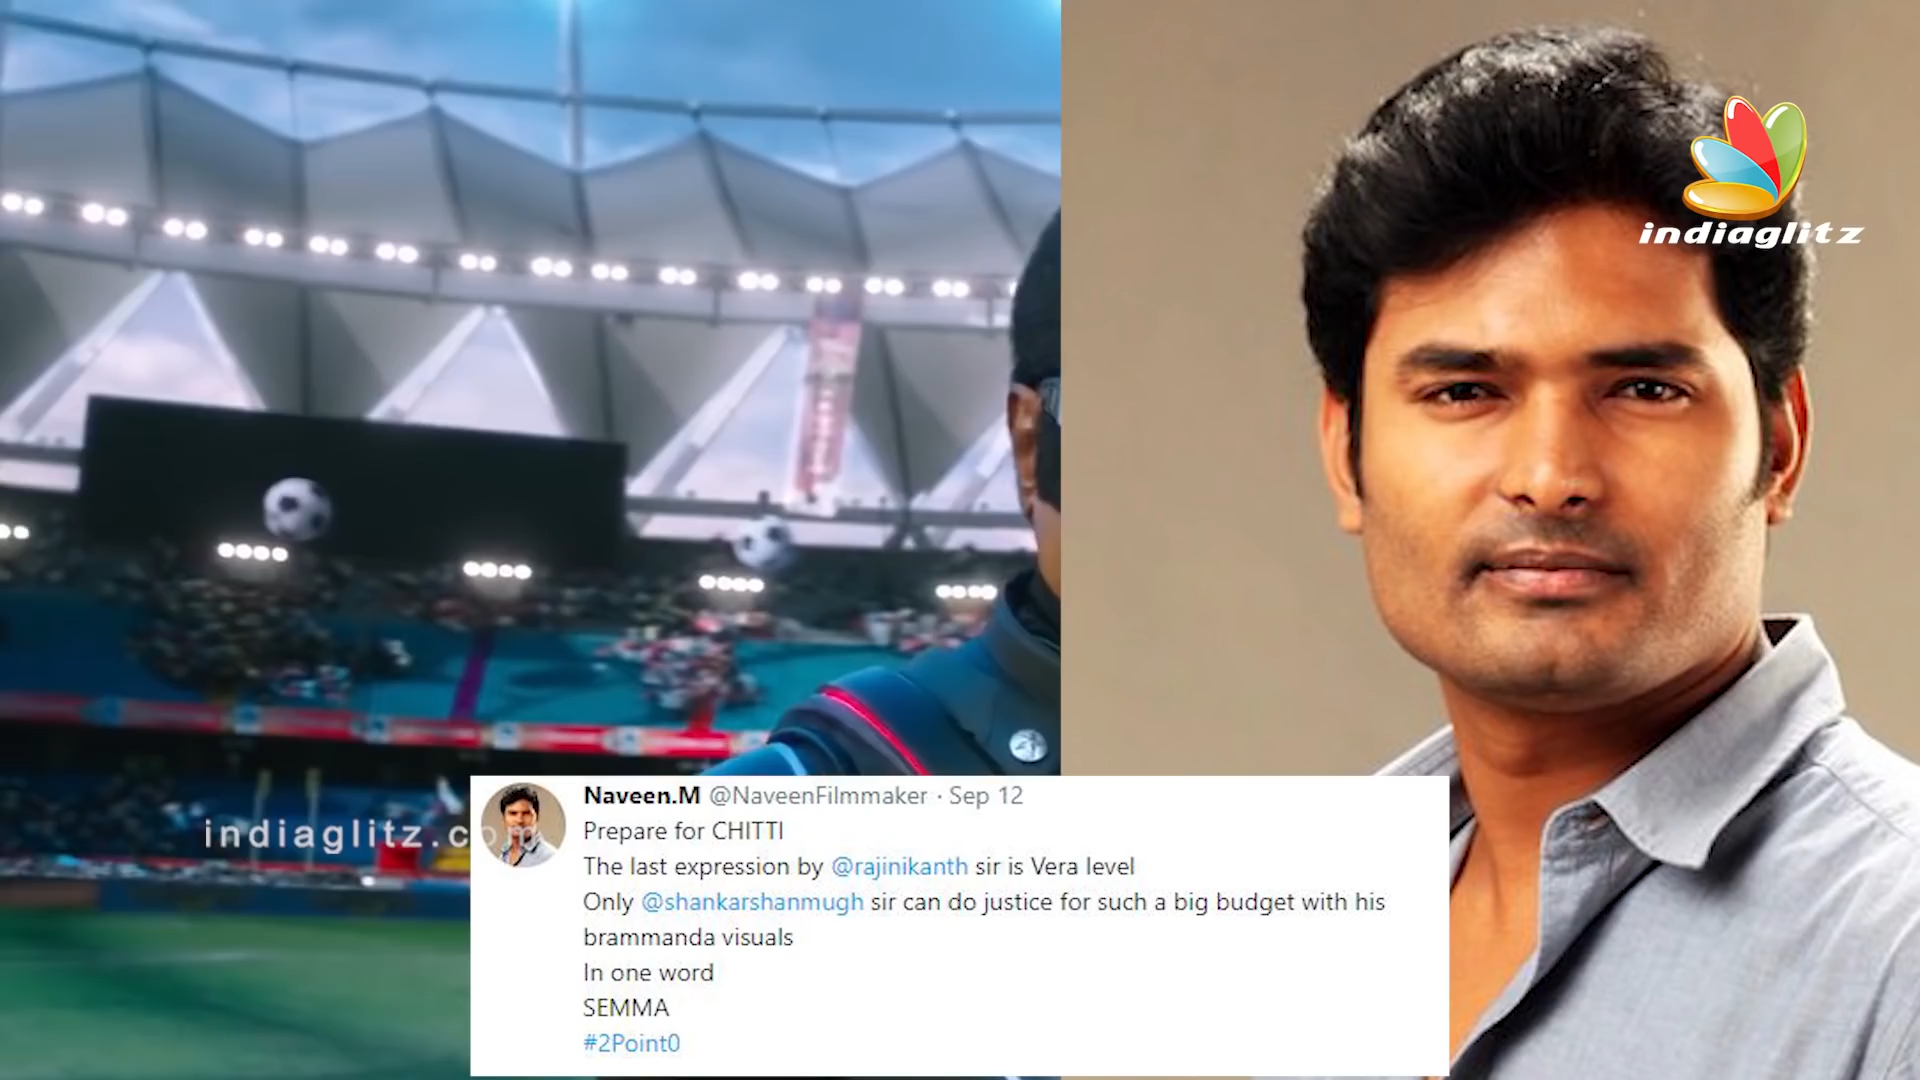 indiaglitz
indiaglitz.com
Naveen.M @NaveenFilmmaker · Sep 12
Prepare for CHITTI
The last expression by @rajinikanth sir is Vera level
Only @shankarshanmugh sir can do justice for such a big budget with his
brammanda visuals
In one word
SEMMA
#2Point0